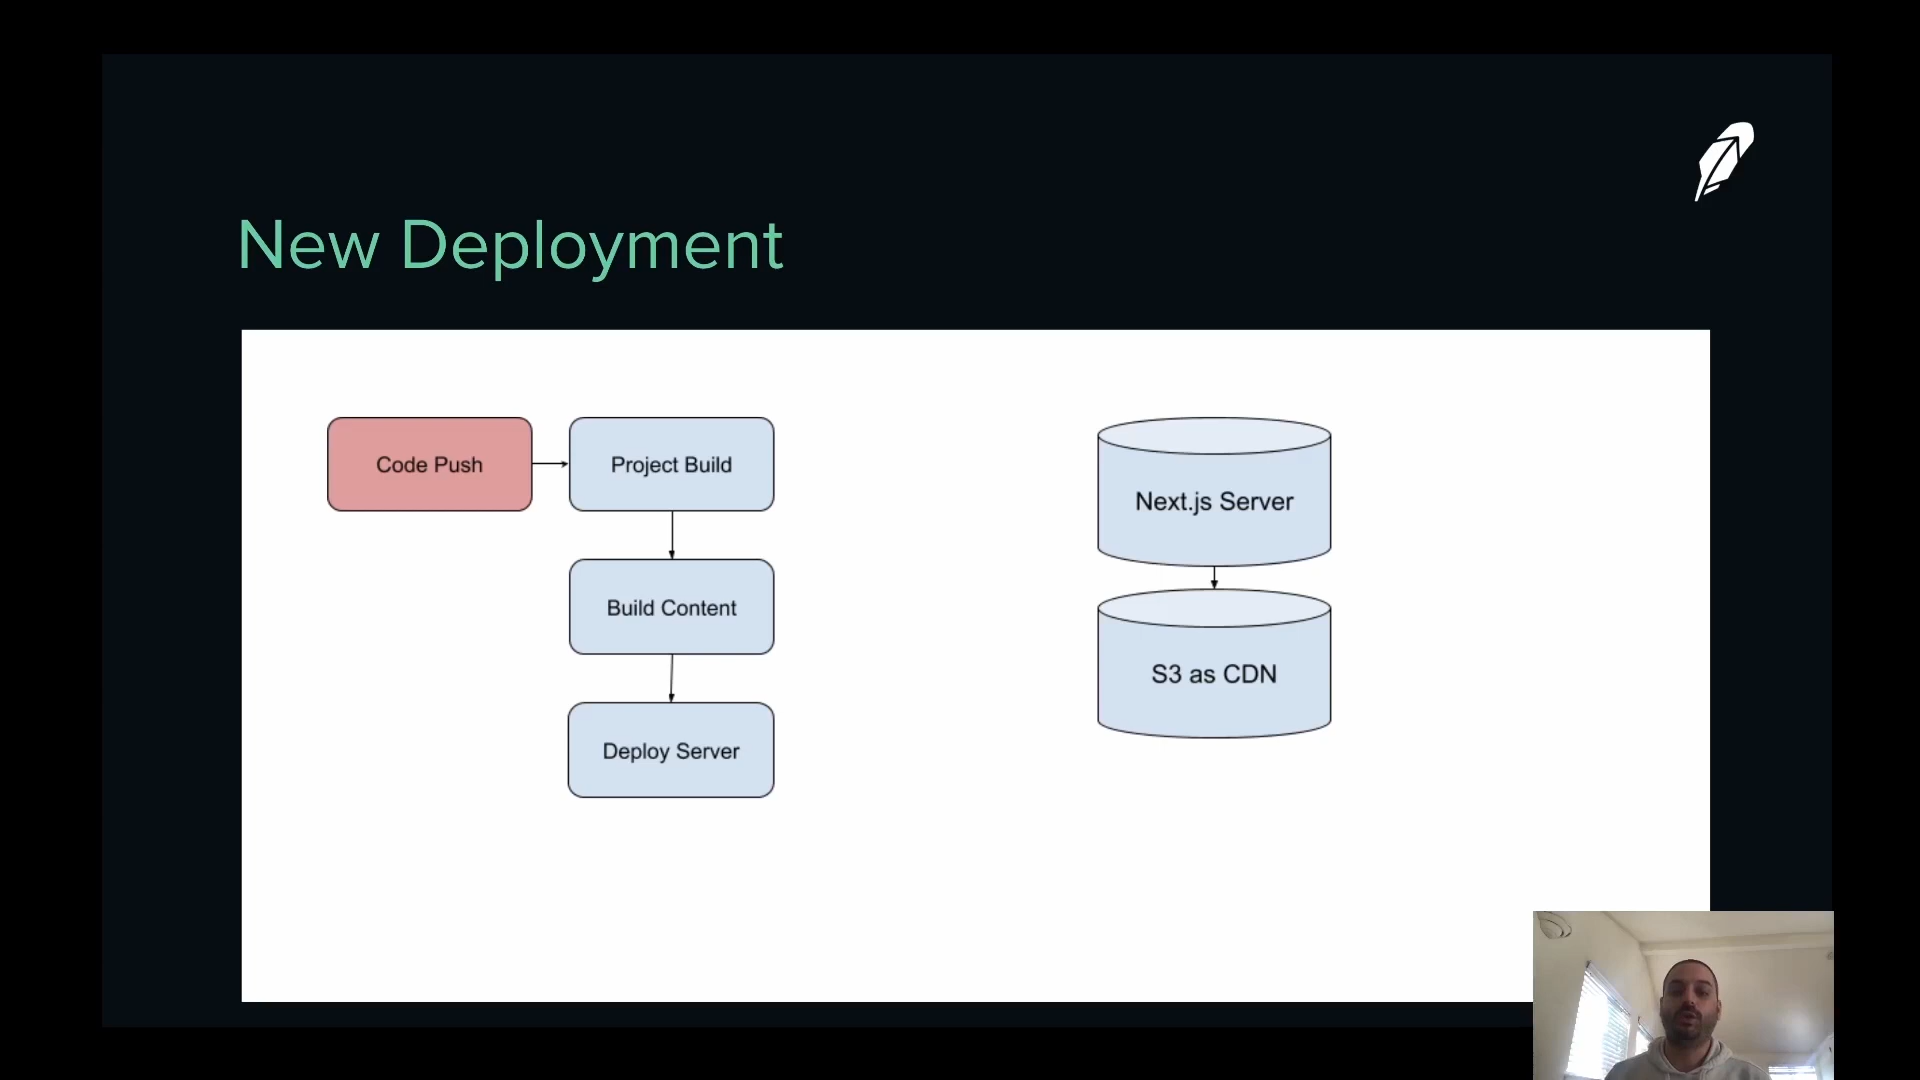 New Deployment
Code Push
Project Build
Build Content
Deploy Server
Next.js Server
S3 as CDN